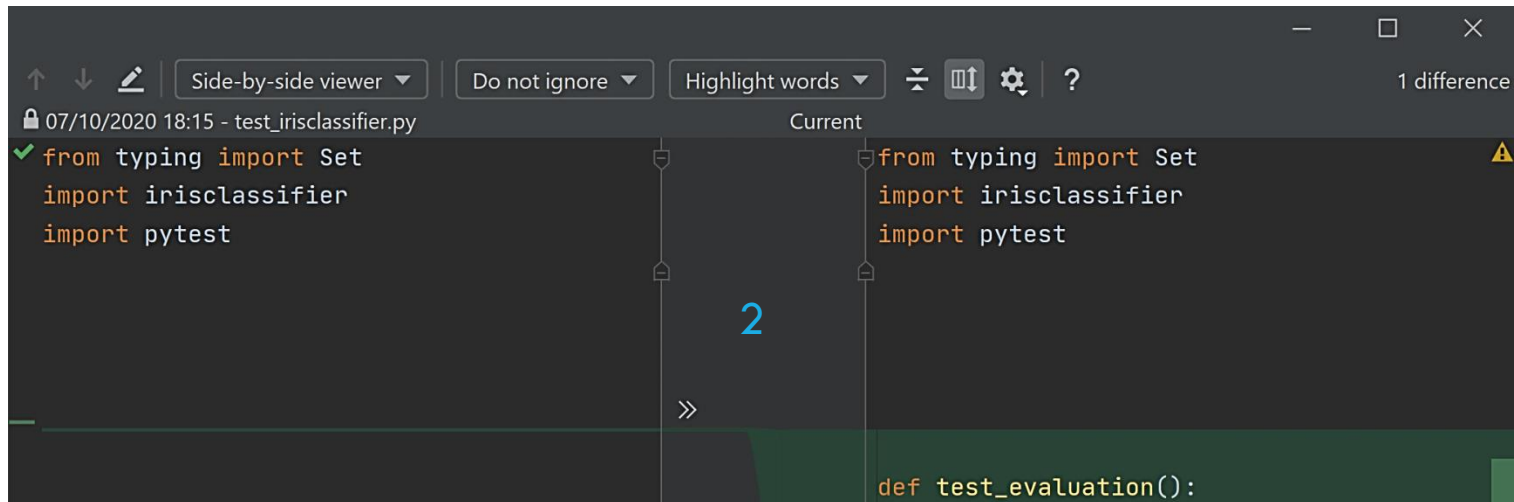 Side-by-side viewer Do not ignore Highlight words ? 1 difference
07/10/2020 18:15 - test_irisclassifier.py Current
from typing import Set
import irisclassifier
import pytest
from typing import Set
import irisclassifier
import pytest
2
def test_evaluation():